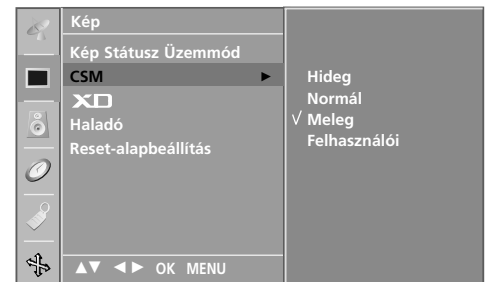 Kép
Kép Státusz Üzemmód
CSM ►
XD
Haladó
Reset-alapbeállítás
▲▼ ◄► OK MENU
Hideg
Normál
√ Meleg
Felhasználói